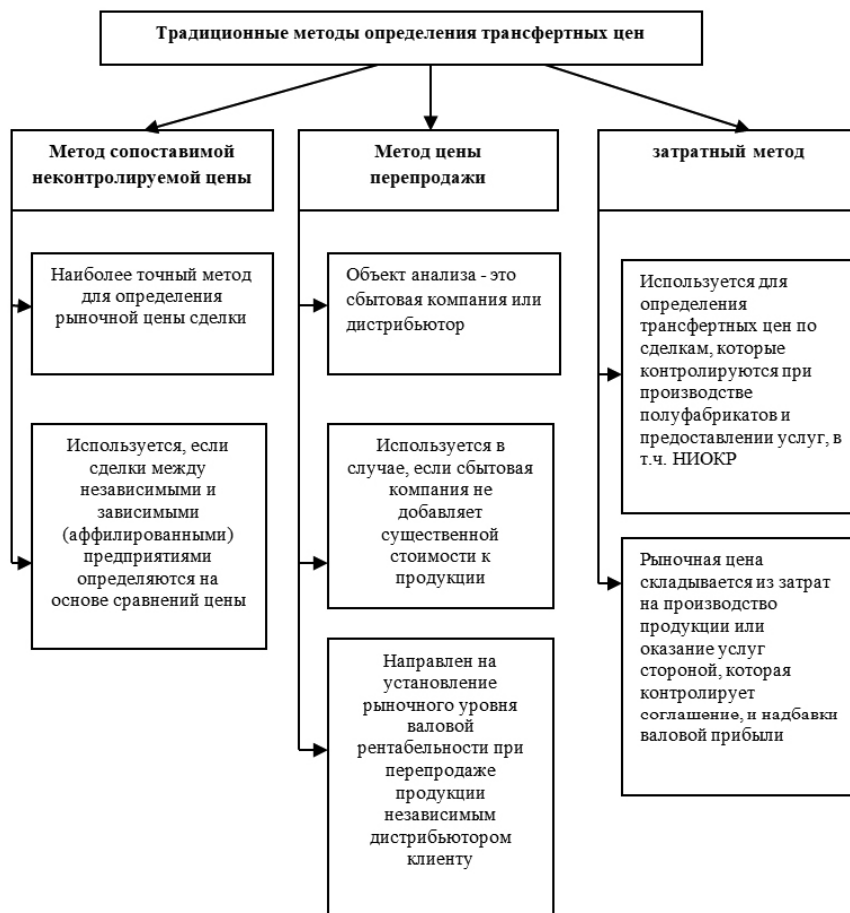 Традиционные методы определения трансфертных цен
Метод сопоставимой
неконтролируемой цены
Наиболее точный метод
для определения
рыночной цены сделки
Используется, если
сделки между
независимыми и
зависимыми
(аффилированными)
предприятиями
определяются на
основе сравнений цены
Метод цены
перепродажи
Объект анализа - это
сбытовая компания или
дистрибьютор
Используется в
случае, если сбытовая
компания не
добавляет
существенной
стоимости к
продукции
Направлен на
установление
рыночного уровня
валовой
рентабельности при
перепродаже
продукции
независимым
дистрибьютором
клиенту
затратный метод
Используется для
определения
трансфертных цен по
сделкам, которые
контролируются при
производстве
полуфабрикатов и
предоставлении услуг, в
т.ч. НИОКР
Рыночная цена
складывается из затрат
на производство
продукции или
оказание услуг
стороной, которая
контролирует
соглашение, и надбавки
валовой прибыли